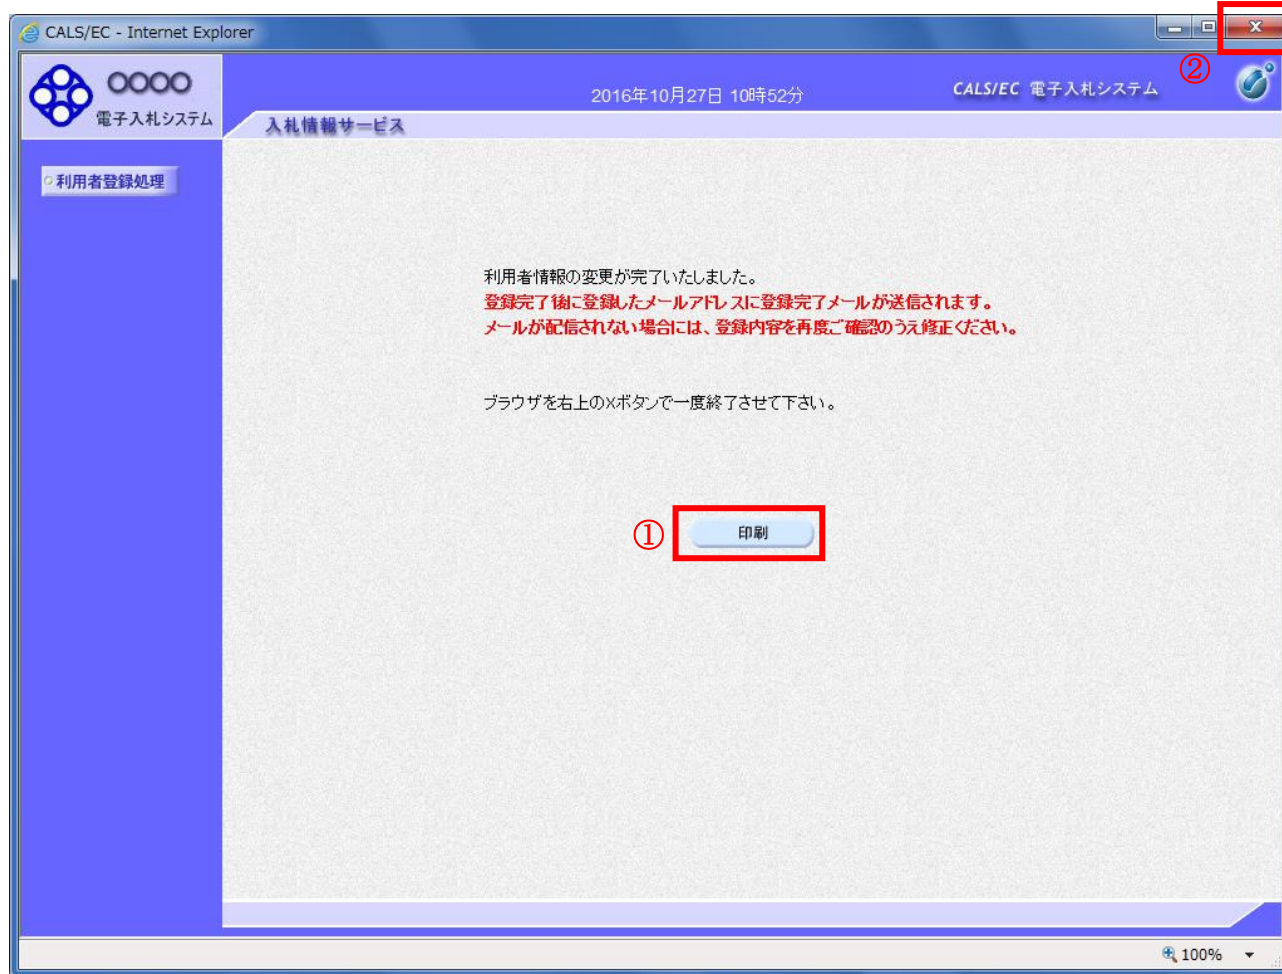 CALS/EC - Internet Explorer
②
○○○○
電子入札システム
2016年10月27日 10時52分
CALS/EC 電子入札システム
入札情報サービス
利用者登録処理
利用者情報の変更が完了いたしました。
登録完了後に登録したメールアドレスに登録完了メールが送信されます。
メールが配信されない場合には、登録内容を再度ご確認のうえ修正ください。
ブラウザを右上の×ボタンで一度終了させて下さい。
① 印刷
100%